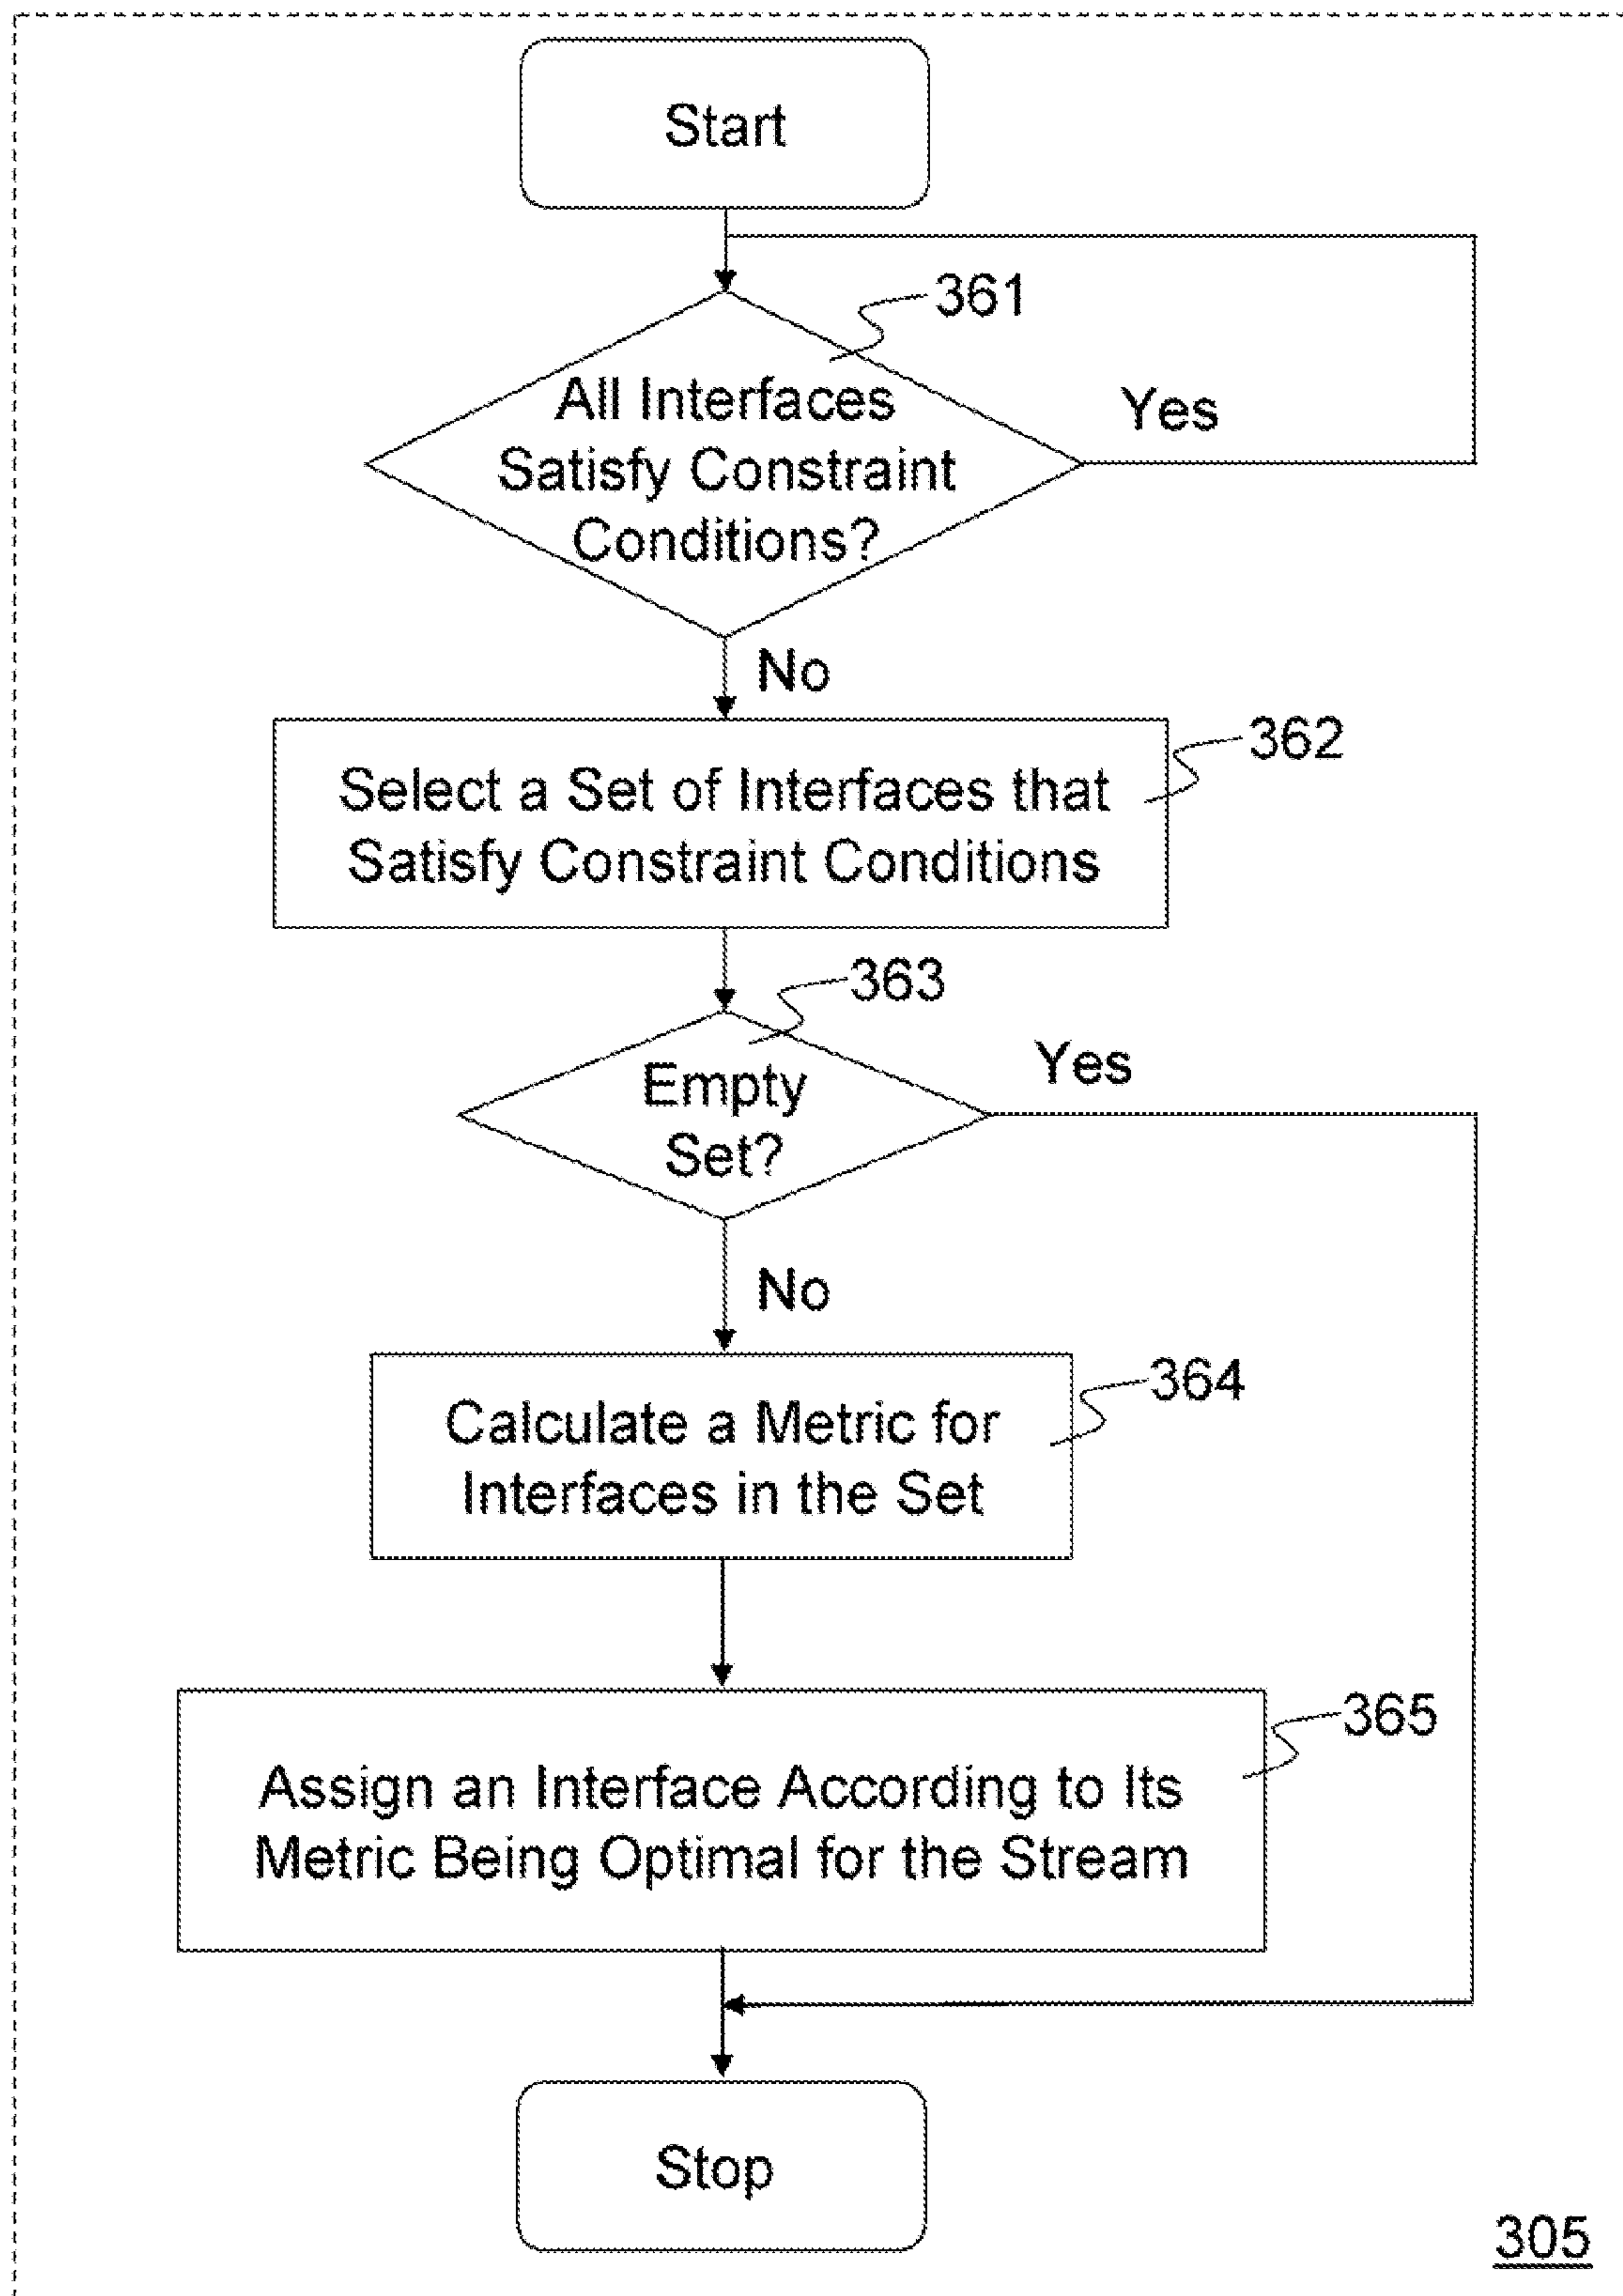 Start
361
All Interfaces
Satisfy Constraint
Conditions?
Yes
No
362
Select a Set of Interfaces that
Satisfy Constraint Conditions
363
Empty
Set?
Yes
No
364
Calculate a Metric for
Interfaces in the Set
365
Assign an Interface According to Its
Metric Being Optimal for the Stream
Stop
305